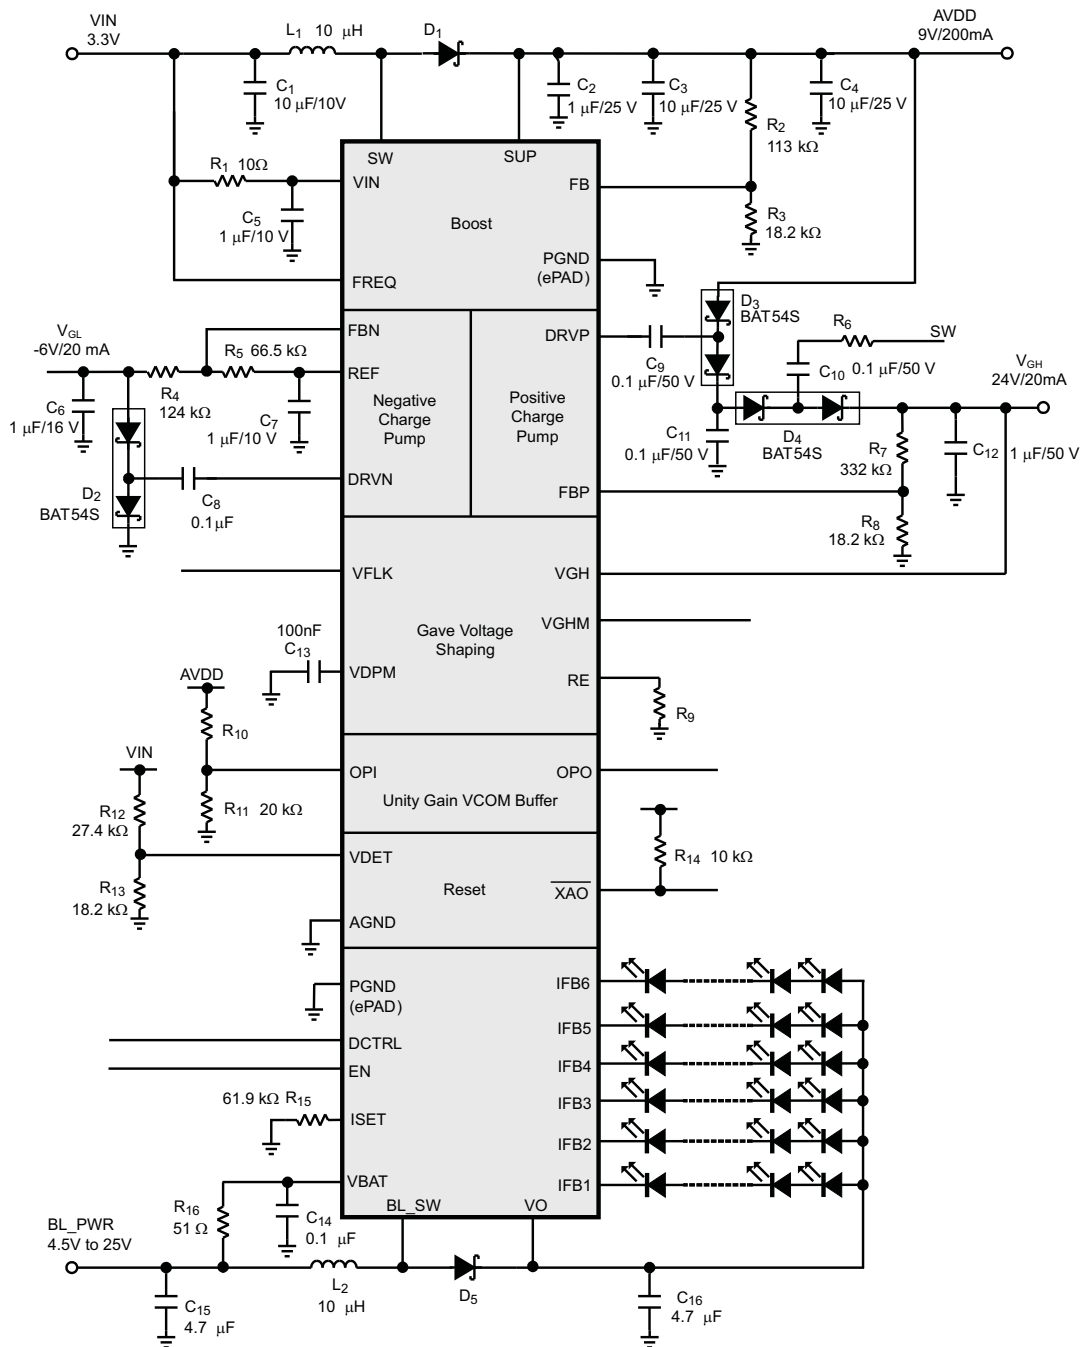 VIN
3.3V
L1 10 μH
D1
AVDD
9V/200mA
C1
10 μF/10V
C2
1 μF/25 V
C3
10 μF/25 V
C4
10 μF/25 V
R2
113 kΩ
SW
SUP
R1 10Ω
VIN
FB
C5
1 μF/10 V
Boost
R3
18.2 kΩ
PGND
(ePAD)
FREQ
D3
BAT54S
VGL
-6V/20 mA
FBN
DRVP
R5 66.5 kΩ
REF
C9
0.1 μF/50 V
R6
SW
C10
0.1 μF/50 V
VGH
24V/20mA
R4
124 kΩ
C6
1 μF/16 V
C7
1 μF/10 V
Negative
Charge
Pump
Positive
Charge
Pump
C11
0.1 μF/50 V
D4
BAT54S
R7
332 kΩ
C12
1 μF/50 V
D2
BAT54S
C8
0.1μF
DRVN
FBP
R8
18.2 kΩ
VFLK
VGH
VGHM
Gave Voltage
Shaping
100nF
C13
VDPM
RE
R9
AVDD
R10
VIN
OPI
OPO
Unity Gain VCOM Buffer
R11 20 kΩ
R12
27.4 kΩ
VDET
R14 10 kΩ
R13
18.2 kΩ
Reset
XAO
AGND
PGND
(ePAD)
IFB6
IFB5
DCTRL
IFB4
EN
IFB3
61.9 kΩ R15
ISET
IFB2
VBAT
IFB1
R16
51 Ω
C14
0.1 μF
BL_SW
VO
BL_PWR
4.5V to 25V
L2
10 μH
D5
C15
4.7 μF
C16
4.7 μF